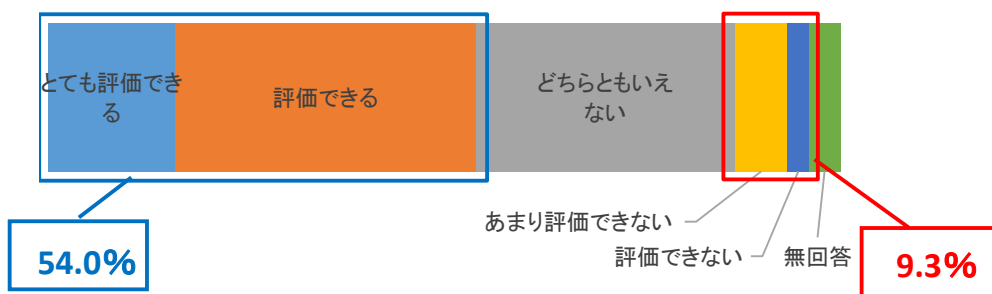 とても評価でき
る
評価できる
どちらともいえ
ない
あまり評価できない
評価できない
無回答
54.0%
9.3%